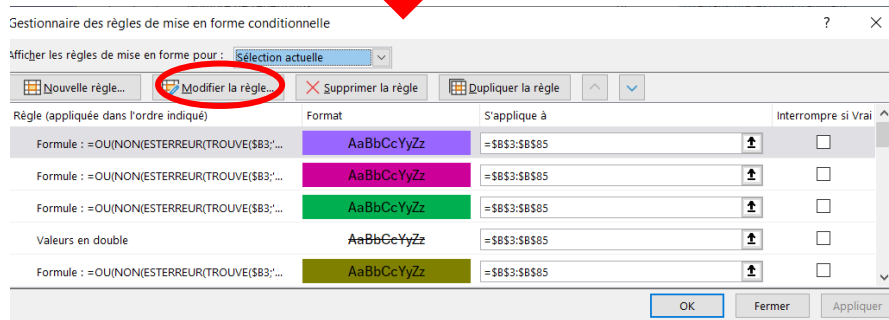 Gestionnaire des règles de mise en forme conditionnelle ?
Afficher les règles de mise en forme pour : Sélection actuelle
Nouvelle règle... Modifier la règle... Supprimer la règle Dupliquer la règle
Règle (appliquée dans l'ordre indiqué) Format S'applique à Interrompre si Vrai
Formule : =OU(NON(ESTERREUR(TROUVE($B3;'... AaBbCcYyZz =$B$3:$B$85
Formule : =OU(NON(ESTERREUR(TROUVE($B3;'... AaBbCcYyZz =$B$3:$B$85
Formule : =OU(NON(ESTERREUR(TROUVE($B3;'... AaBbCcYyZz =$B$3:$B$85
Valeurs en double AaBbCcYyZz =$B$3:$B$85
Formule : =OU(NON(ESTERREUR(TROUVE($B3;'... AaBbCcYyZz =$B$3:$B$85
OK Fermer Appliquer